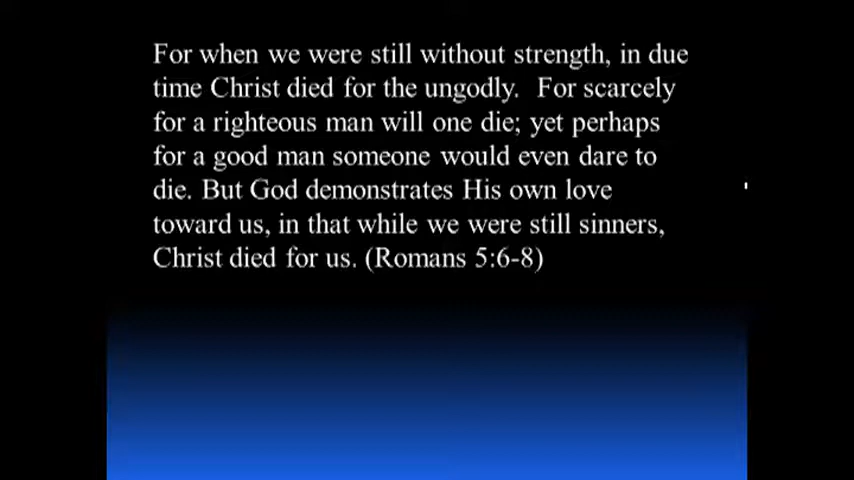 For when we were still without strength, in due
time Christ died for the ungodly.  For scarcely
for a righteous man will one die; yet perhaps
for a good man someone would even dare to
die. But God demonstrates His own love
toward us, in that while we were still sinners,
Christ died for us. (Romans 5:6-8)